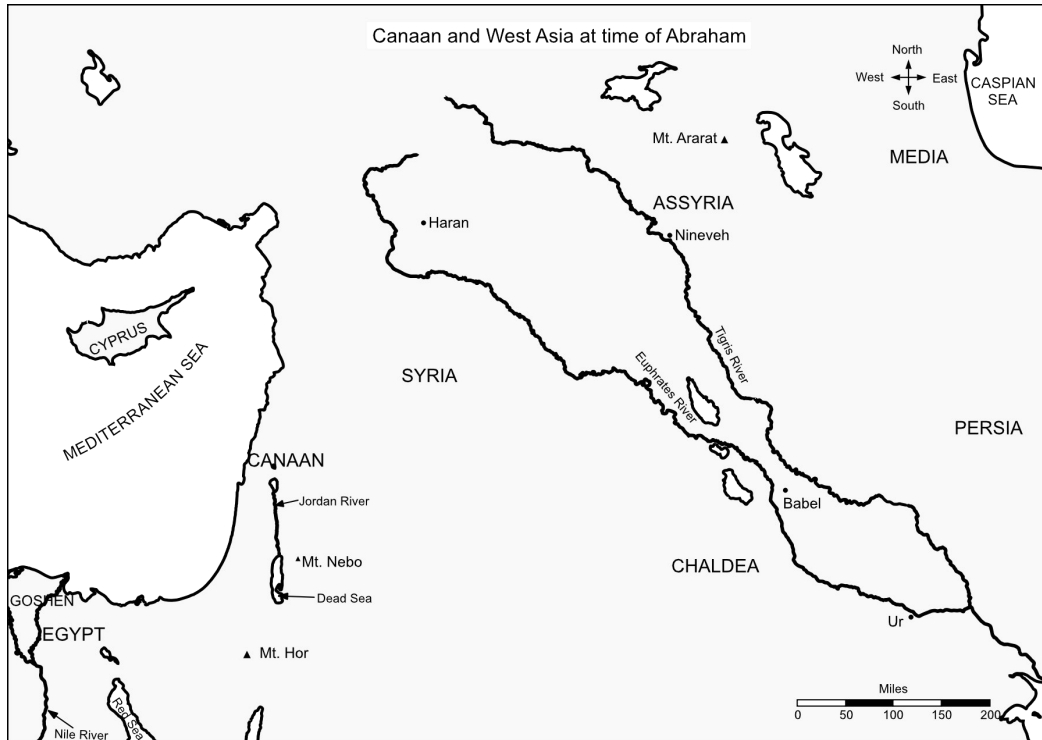 Canaan and West Asia at time of Abraham
North
West
East
South
CASPIAN
SEA
Mt. Ararat
MEDIA
ASSYRIA
Haran
Nineveh
CYPRUS
MEDITERRANEAN SEA
SYRIA
Tigris River
Euphrates River
PERSIA
CANAAN
Jordan River
Babel
Mt. Nebo
CHALDEA
Dead Sea
GOSHEN
EGYPT
Ur
Mt. Hor
Red Sea
Nile River
Miles
0 50 100 150 200